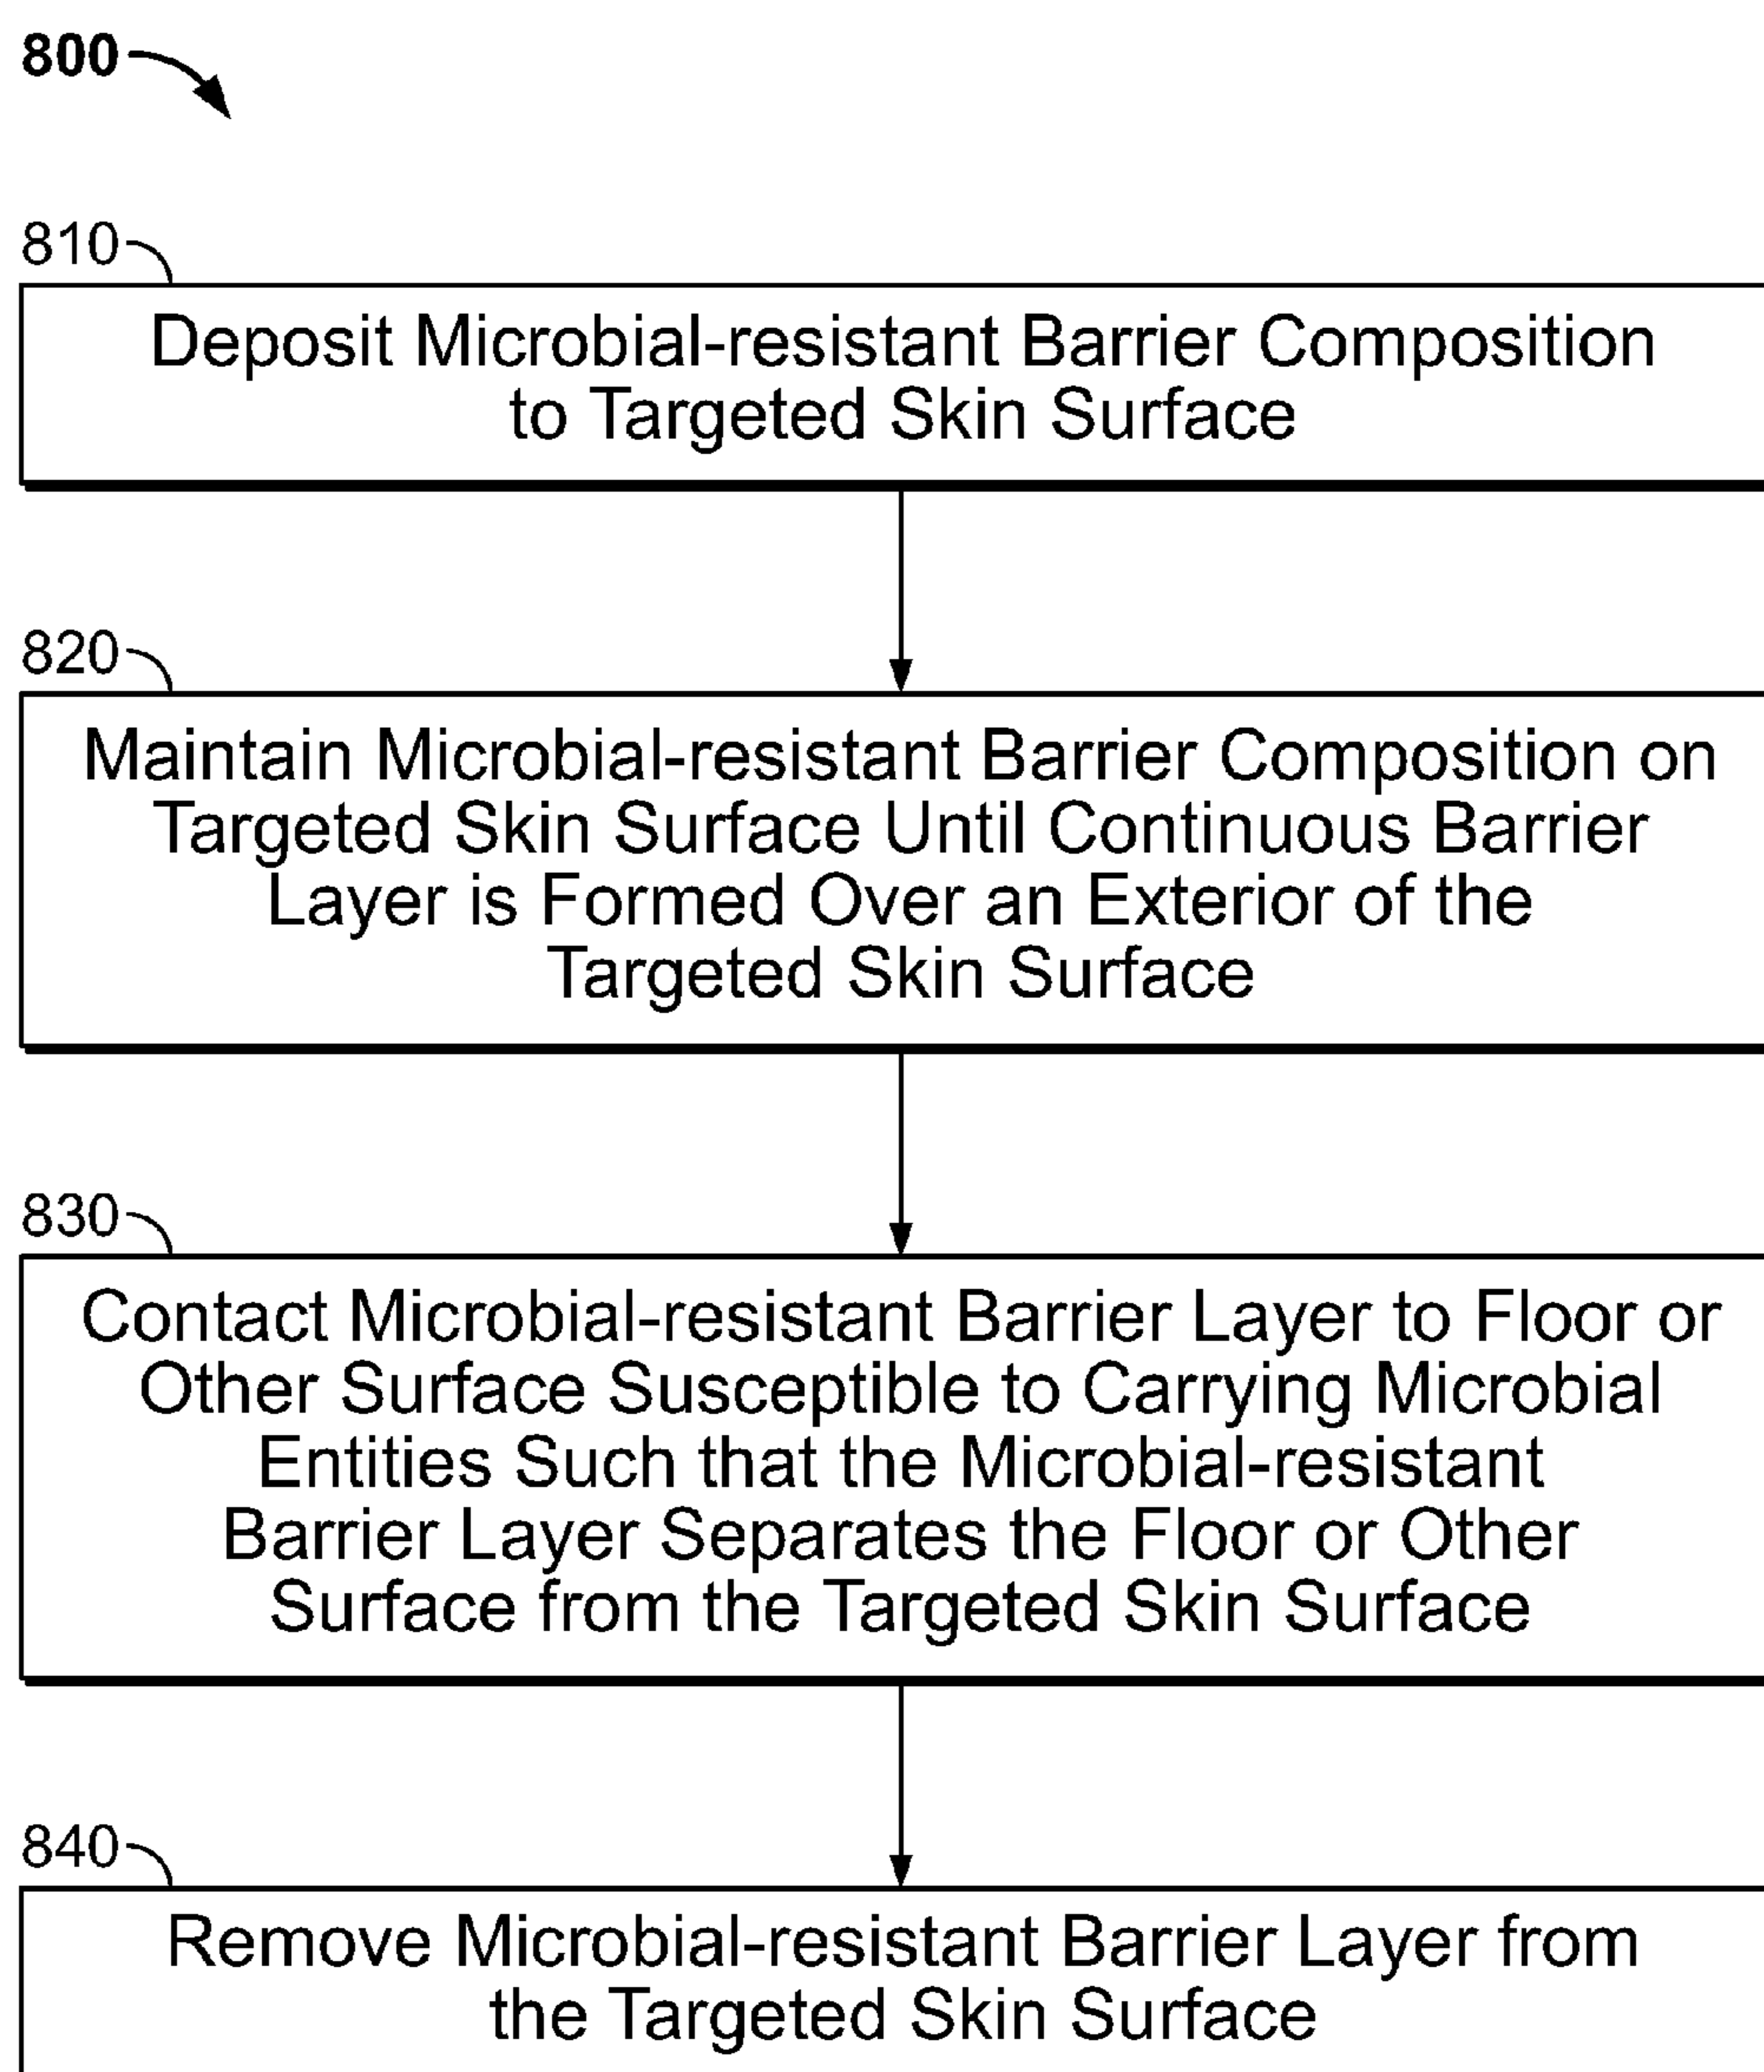 800
810
Deposit Microbial-resistant Barrier Composition
to Targeted Skin Surface
820
Maintain Microbial-resistant Barrier Composition on
Targeted Skin Surface Until Continuous Barrier
Layer is Formed Over an Exterior of the
Targeted Skin Surface
830
Contact Microbial-resistant Barrier Layer to Floor or
Other Surface Susceptible to Carrying Microbial
Entities Such that the Microbial-resistant
Barrier Layer Separates the Floor or Other
Surface from the Targeted Skin Surface
840
Remove Microbial-resistant Barrier Layer from
the Targeted Skin Surface